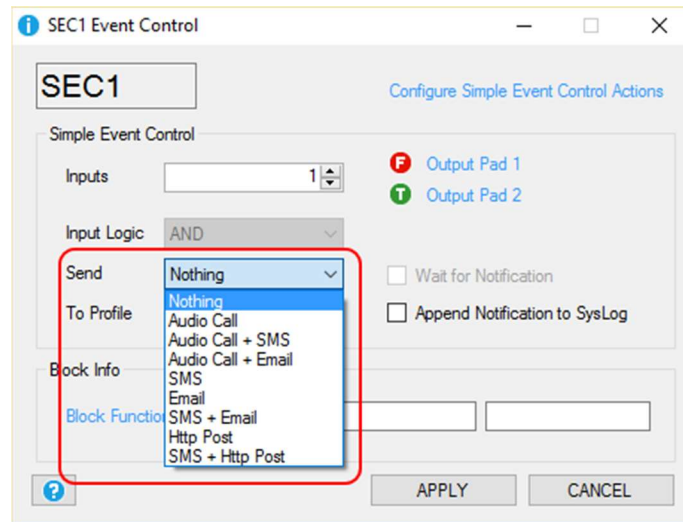 SEC1 Event Control
SEC1
Configure Simple Event Control Actions
Simple Event Control
Inputs 1
F Output Pad 1
T Output Pad 2
Input Logic AND
Send Nothing
Wait for Notification
To Profile
Append Notification to SysLog
Nothing
Audio Call
Audio Call + SMS
Audio Call + Email
SMS
Email
SMS + Email
Http Post
SMS + Http Post
Block Info
Block Function
? APPLY CANCEL